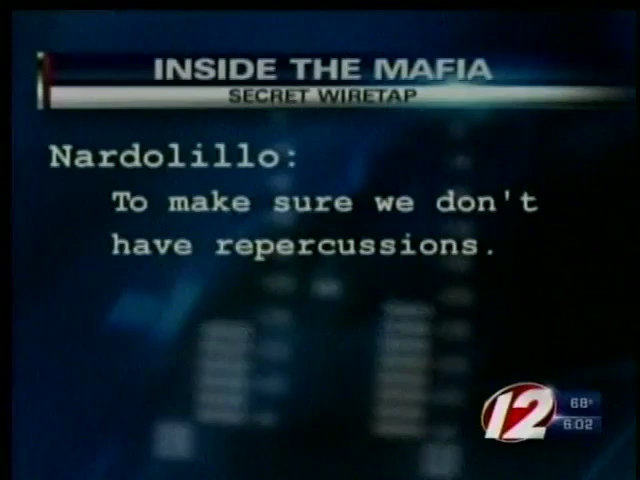 INSIDE THE MAFIA
SECRET WIRETAP
Nardolillo:
To make sure we don't
have repercussions.
12
68°
6:02